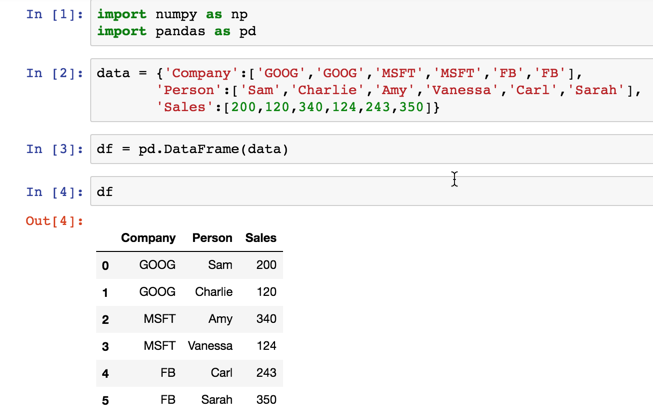 In [1]: import numpy as np
import pandas as pd
In [2]: data = {'Company':['GOOG','GOOG','MSFT','MSFT','FB','FB'],
'Person':['Sam','Charlie','Amy','Vanessa','Carl','Sarah'],
'Sales':[200,120,340,124,243,350]}
In [3]: df = pd.DataFrame(data)
In [4]: df
Out[4]:
Company Person Sales
0 GOOG Sam 200
1 GOOG Charlie 120
2 MSFT Amy 340
3 MSFT Vanessa 124
4 FB Carl 243
5 FB Sarah 350